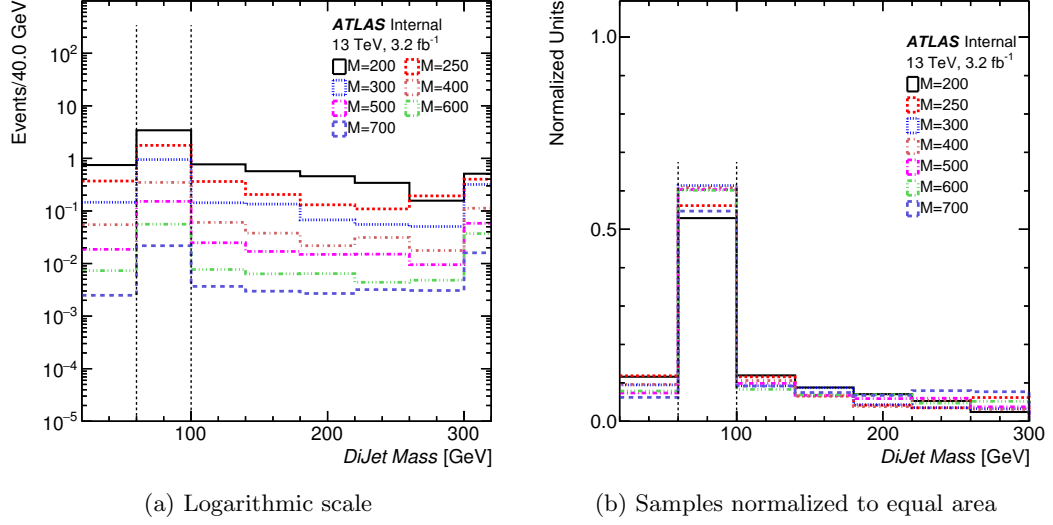 Events/40.0 GeV
10²
10
1
10⁻¹
10⁻²
10⁻³
10⁻⁴
10⁻⁵
ATLAS Internal
13 TeV, 3.2 fb⁻¹
M=200 M=250
M=300 M=400
M=500 M=600
M=700
100 200 300
DiJet Mass [GeV]
(a) Logarithmic scale
Normalized Units
1.0
0.5
0.0
ATLAS Internal
13 TeV, 3.2 fb⁻¹
M=200
M=250
M=300
M=400
M=500
M=600
M=700
100 200 300
DiJet Mass [GeV]
(b) Samples normalized to equal area